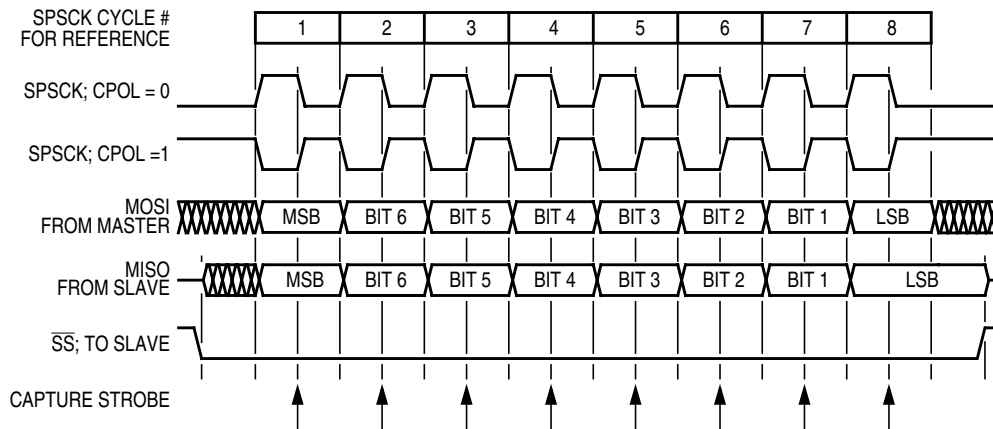 SPSCK CYCLE #
FOR REFERENCE
1 2 3 4 5 6 7 8
SPSCK; CPOL = 0
SPSCK; CPOL =1
MOSI
FROM MASTER
MSB BIT 6 BIT 5 BIT 4 BIT 3 BIT 2 BIT 1 LSB
MISO
FROM SLAVE
MSB BIT 6 BIT 5 BIT 4 BIT 3 BIT 2 BIT 1 LSB
S̅S̅; TO SLAVE
CAPTURE STROBE